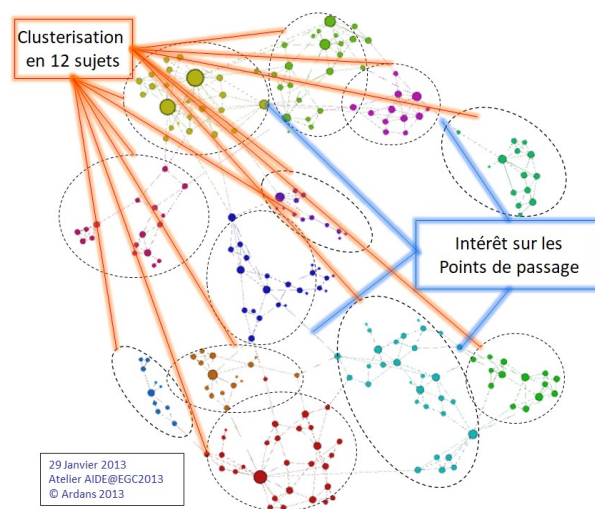 Clusterisation
en 12 sujets
Intérêt sur les
Points de passage
29 Janvier 2013
Atelier AIDE@EGC2013
© Ardans 2013